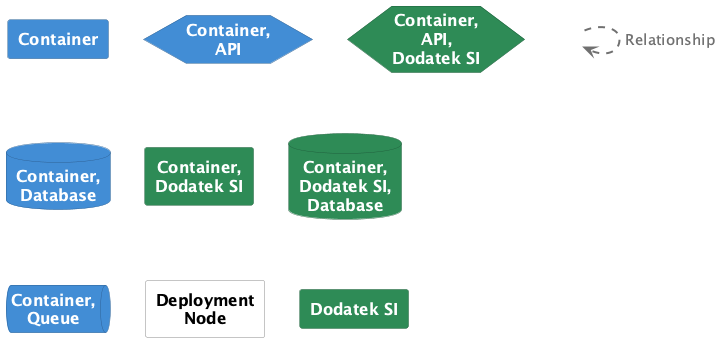 Container
Container,
API
Container,
API,
Dodatek SI
Relationship
Container,
Database
Container,
Dodatek SI
Container,
Dodatek SI,
Database
Container,
Queue
Deployment
Node
Dodatek SI